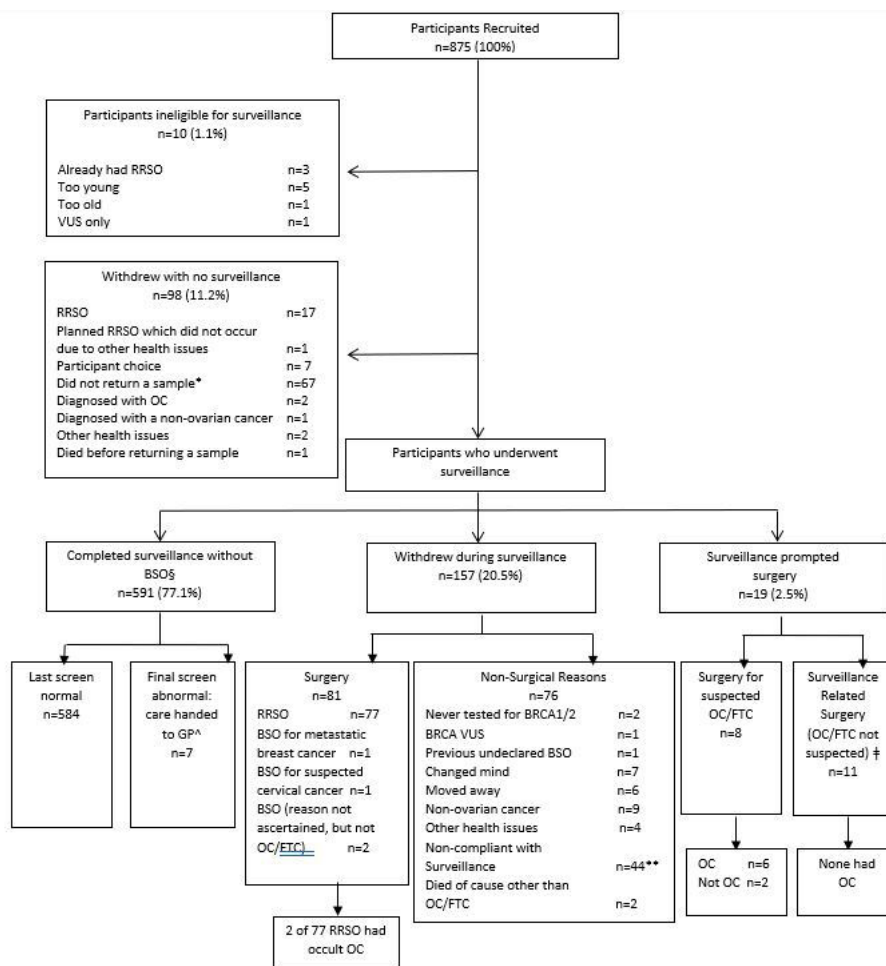 Participants Recruited
n=875 (100%)
Participants ineligible for surveillance
n=10 (1.1%)
Already had RRSO n=3
Too young n=5
Too old n=1
VUS only n=1
Withdrew with no surveillance
n=98 (11.2%)
RRSO n=17
Planned RRSO which did not occur
due to other health issues n=1
Participant choice n= 7
Did not return a sample* n=67
Diagnosed with OC n=2
Diagnosed with a non-ovarian cancer n=1
Other health issues n=2
Died before returning a sample n=1
Participants who underwent
surveillance
Completed surveillance without
BSO§
n=591 (77.1%)
Withdrew during surveillance
n=157 (20.5%)
Surveillance prompted
surgery
n=19 (2.5%)
Last screen
normal
n=584
Final screen
abnormal:
care handed
to GP^
n=7
Surgery
n=81
RRSO n=77
BSO for metastatic
breast cancer n=1
BSO for suspected
cervical cancer n=1
BSO (reason not
ascertained, but not
OC/FTC) n=2
2 of 77 RRSO had
occult OC
Non-Surgical Reasons
n=76
Never tested for BRCA1/2 n=2
BRCA VUS n=1
Previous undeclared BSO n=1
Changed mind n=7
Moved away n=6
Non-ovarian cancer n=9
Other health issues n=4
Non-compliant with
Surveillance n=44**
Died of cause other than
OC/FTC n=2
Surgery for
suspected
OC/FTC
n=8
OC n=6
Not OC n=2
Surveillance
Related
Surgery
(OC/FTC not
suspected) ǂ
n=11
None had
OC